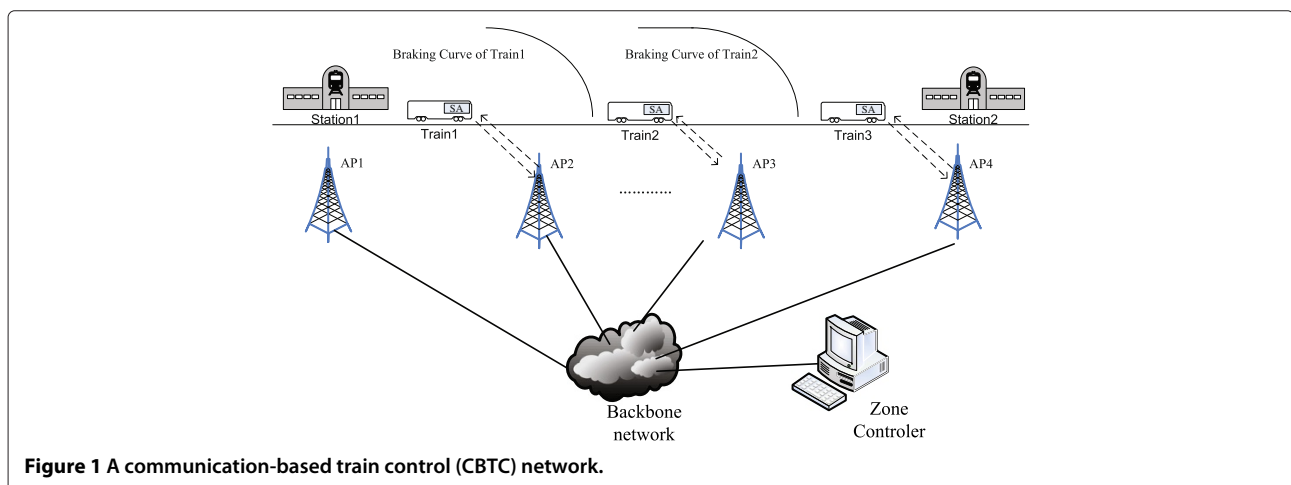 Braking Curve of Train1
Braking Curve of Train2
Station1
SA
Train1
SA
Train2
SA
Train3
Station2
AP1
AP2
AP3
AP4
............
Backbone
network
Zone
Controler
Figure 1 A communication-based train control (CBTC) network.